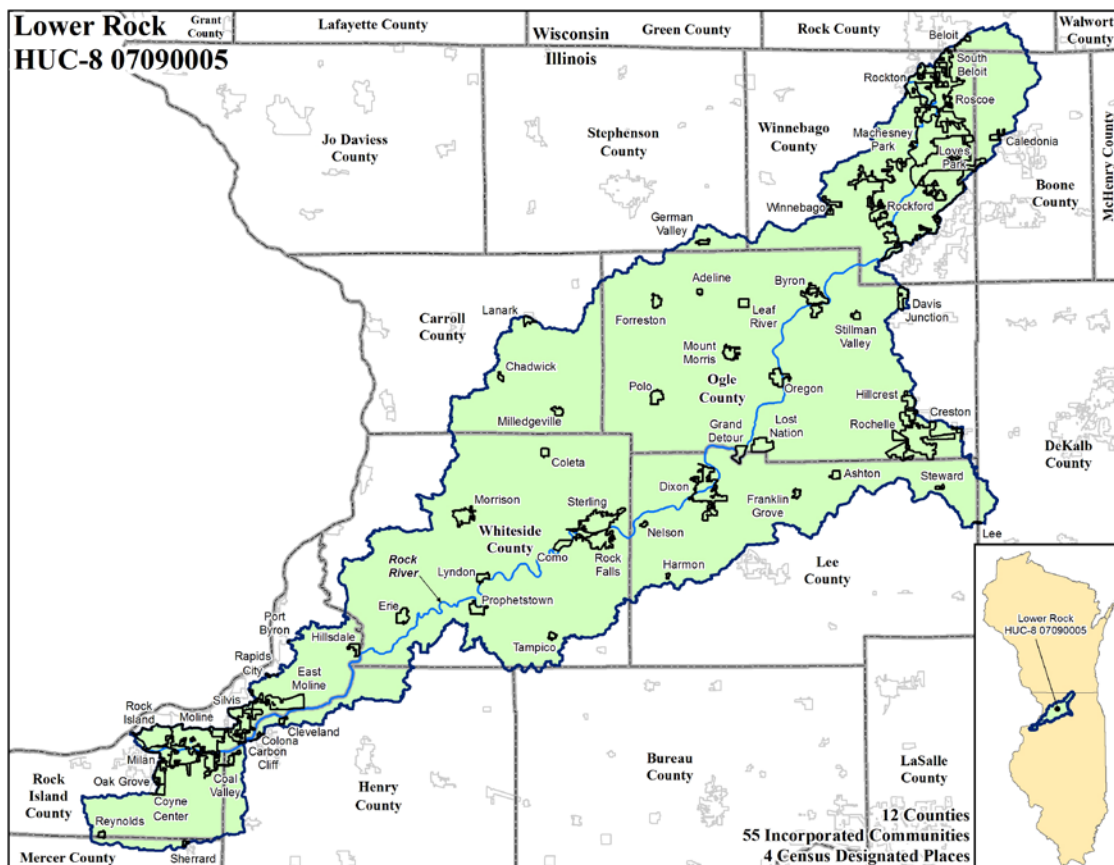 Lower Rock
HUC-8 07090005
Grant
County
Lafayette County
Wisconsin
Illinois
Green County
Rock County
Walworth
County
Beloit
South
Beloit
Rockton
Roscoe
Jo Daviess
County
Stephenson
County
Winnebago
County
Machesney
Park
Loves
Park
Caledonia
McHenry County
Boone
County
Winnebago
Rockford
German
Valley
Adeline
Byron
Davis
Junction
Carroll
County
Lanark
Forreston
Leaf
River
Stillman
Valley
Chadwick
Mount
Morris
Ogle
County
Oregon
Polo
Hillcrest
Creston
Milledgeville
Grand
Detour
Lost
Nation
Rochelle
DeKalb
County
Coleta
Dixon
Ashton
Steward
Morrison
Sterling
Franklin
Grove
Whiteside
County
Nelson
Lee
Como
Rock
Falls
Lee
County
Rock
River
Lyndon
Harmon
Erie
Prophetstown
Port
Byron
Hillsdale
Tampico
Rapids
City
East
Moline
Silvis
Rock
Island
Moline
Cleveland
Colona
Carbon
Cliff
Milan
Coal
Valley
Oak Grove
Coyne
Center
Rock
Island
County
Henry
County
Bureau
County
LaSalle
County
Reynolds
Sherrard
Mercer County
Lower Rock
HUC-8 07090005
12 Counties
55 Incorporated Communities
4 Census Designated Places